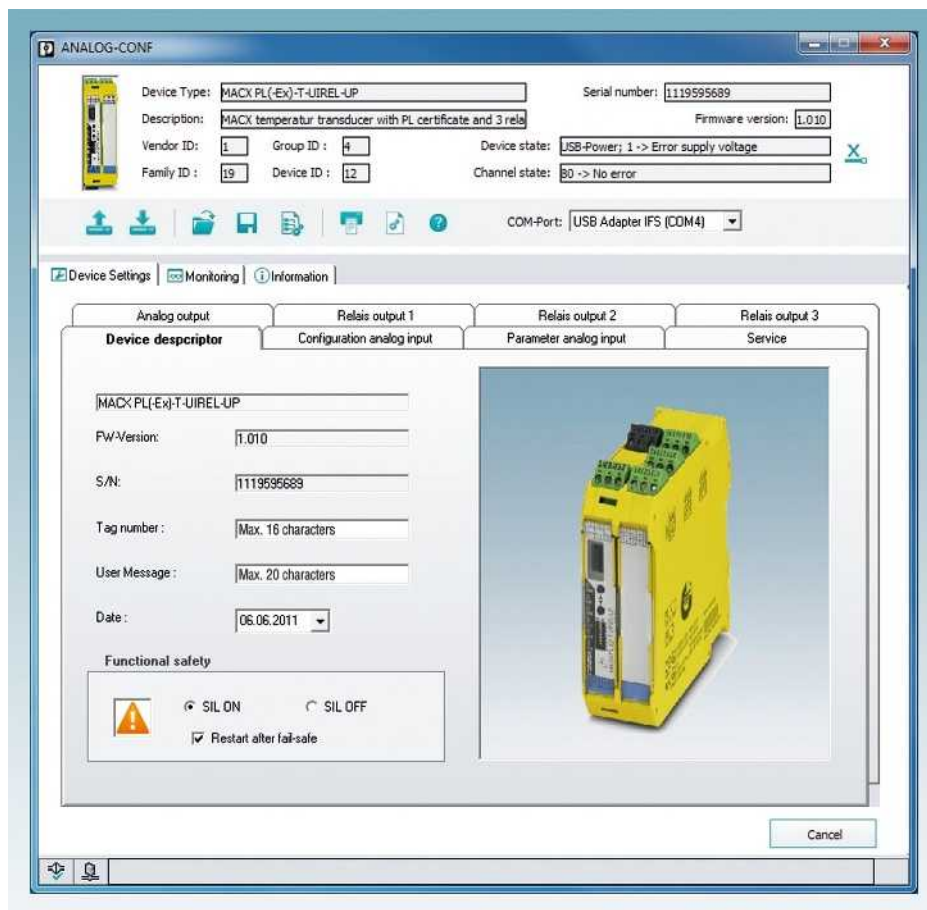 ANALOG-CONF
Device Type: MACX PL(-Ex)-T-UIREL-UP Serial number: 1119595689
Description: MACX temperatur transducer with PL certificate and 3 rela Firmware version: 1.010
Vendor ID: 1 Group ID : 4 Device state: USB-Power; 1 -> Error supply voltage
Family ID : 19 Device ID : 12 Channel state: 80 -> No error
COM-Port: USB Adapter IFS (COM4)
Device Settings Monitoring Information
Analog output Relais output 1 Relais output 2 Relais output 3
Device despcriptor Configuration analog input Parameter analog input Service
MACX PL(-Ex)-T-UIREL-UP
FW-Version: 1.010
S/N: 1119595689
Tag number : Max. 16 characters
User Message : Max. 20 characters
Date : 06.06.2011
Functional safety
SIL ON SIL OFF
Restart after fail-safe
Cancel